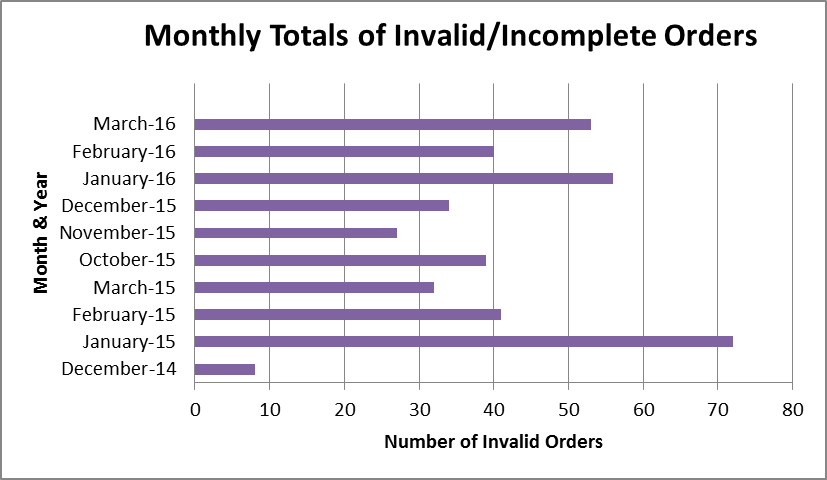 Monthly Totals of Invalid/Incomplete Orders
Month & Year
March-16
February-16
January-16
December-15
November-15
October-15
March-15
February-15
January-15
December-14
0 10 20 30 40 50 60 70 80
Number of Invalid Orders